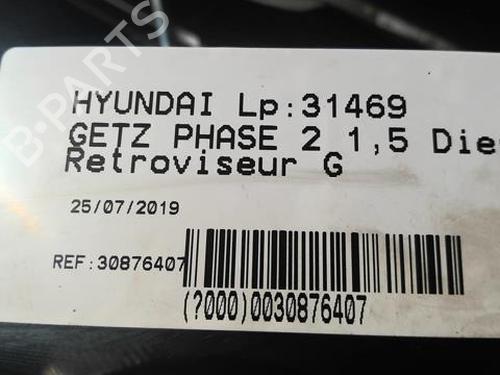 B-PARTS
HYUNDAI Lp:31469
GETZ PHASE 2 1,5 Die
Retroviseur G
25/07/2019
REF:30876407
(?000)0030876407